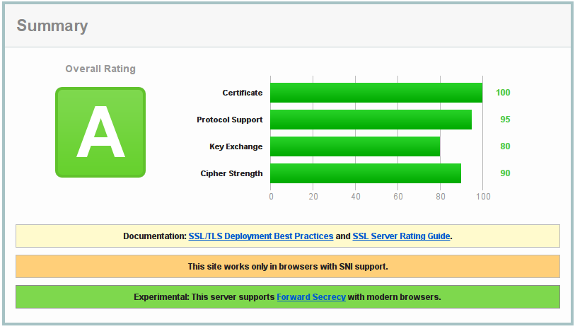 Summary
Overall Rating
A
Certificate 100
Protocol Support 95
Key Exchange 80
Cipher Strength 90
0 20 40 60 80 100
Documentation: SSL/TLS Deployment Best Practices and SSL Server Rating Guide.
This site works only in browsers with SNI support.
Experimental: This server supports Forward Secrecy with modern browsers.